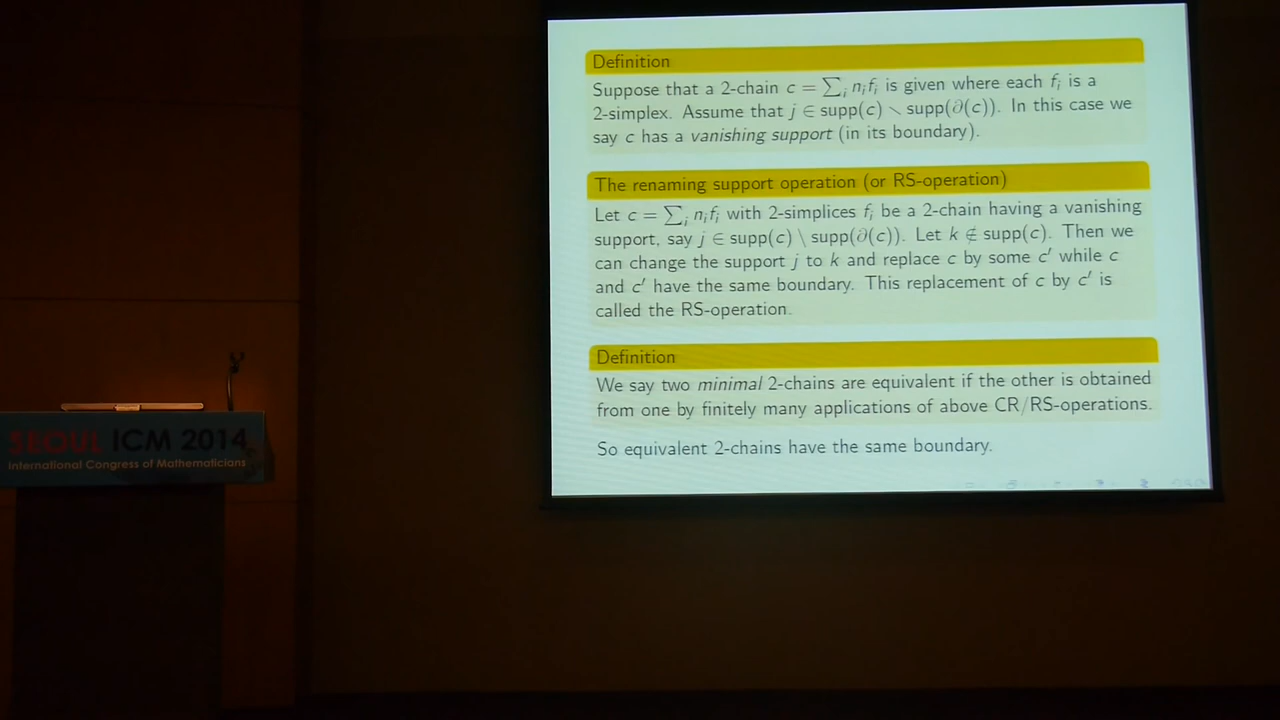 Definition
Suppose that a 2-chain c = ∑ᵢ nᵢfᵢ is given where each fᵢ is a
2-simplex. Assume that j ∈ supp(c) ∖ supp(∂(c)). In this case we
say c has a vanishing support (in its boundary).
The renaming support operation (or RS-operation)
Let c = ∑ᵢ nᵢfᵢ with 2-simplices fᵢ be a 2-chain having a vanishing
support, say j ∈ supp(c) \ supp(∂(c)). Let k ∉ supp(c). Then we
can change the support j to k and replace c by some c′ while c
and c′ have the same boundary. This replacement of c by c′ is
called the RS-operation.
Definition
We say two minimal 2-chains are equivalent if the other is obtained
from one by finitely many applications of above CR/RS-operations.
So equivalent 2-chains have the same boundary.
SEOUL ICM 2014
International Congress of Mathematicians